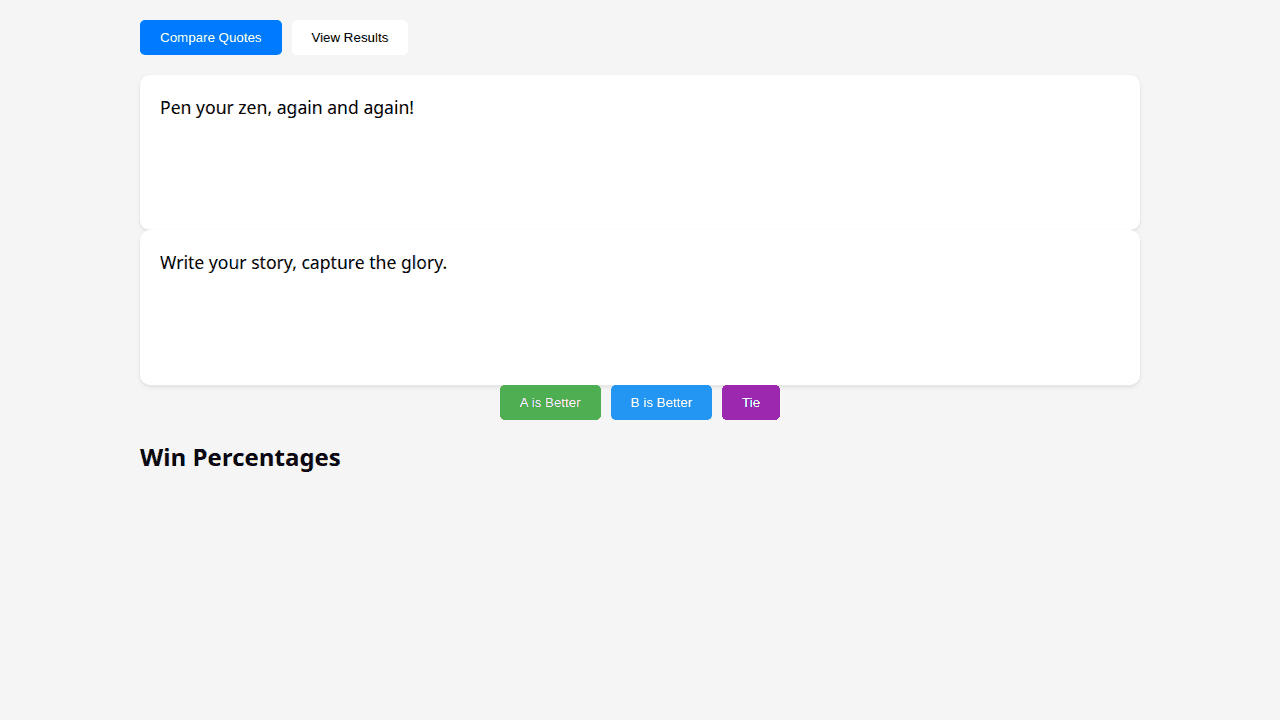 Compare Quotes
View Results
Pen your zen, again and again!
Write your story, capture the glory.
A is Better
B is Better
Tie
Win Percentages